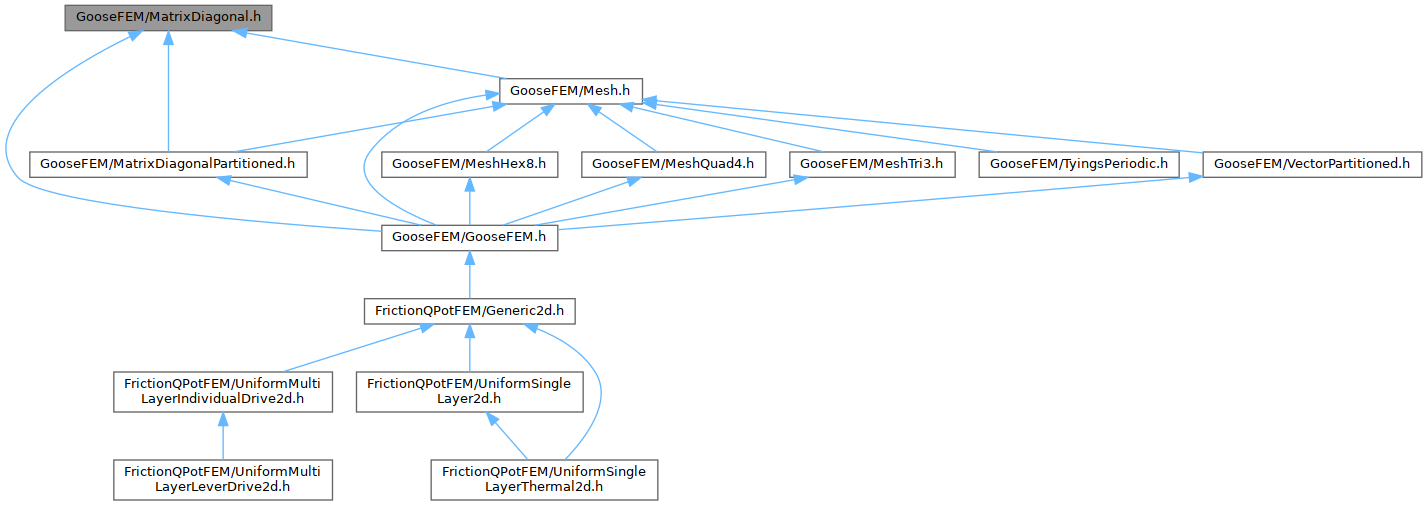 GooseFEM/MatrixDiagonal.h
GooseFEM/Mesh.h
GooseFEM/MatrixDiagonalPartitioned.h
GooseFEM/MeshHex8.h
GooseFEM/MeshQuad4.h
GooseFEM/MeshTri3.h
GooseFEM/TyingsPeriodic.h
GooseFEM/VectorPartitioned.h
GooseFEM/GooseFEM.h
FrictionQPotFEM/Generic2d.h
FrictionQPotFEM/UniformMulti
LayerIndividualDrive2d.h
FrictionQPotFEM/UniformSingle
Layer2d.h
FrictionQPotFEM/UniformMulti
LayerLeverDrive2d.h
FrictionQPotFEM/UniformSingle
LayerThermal2d.h